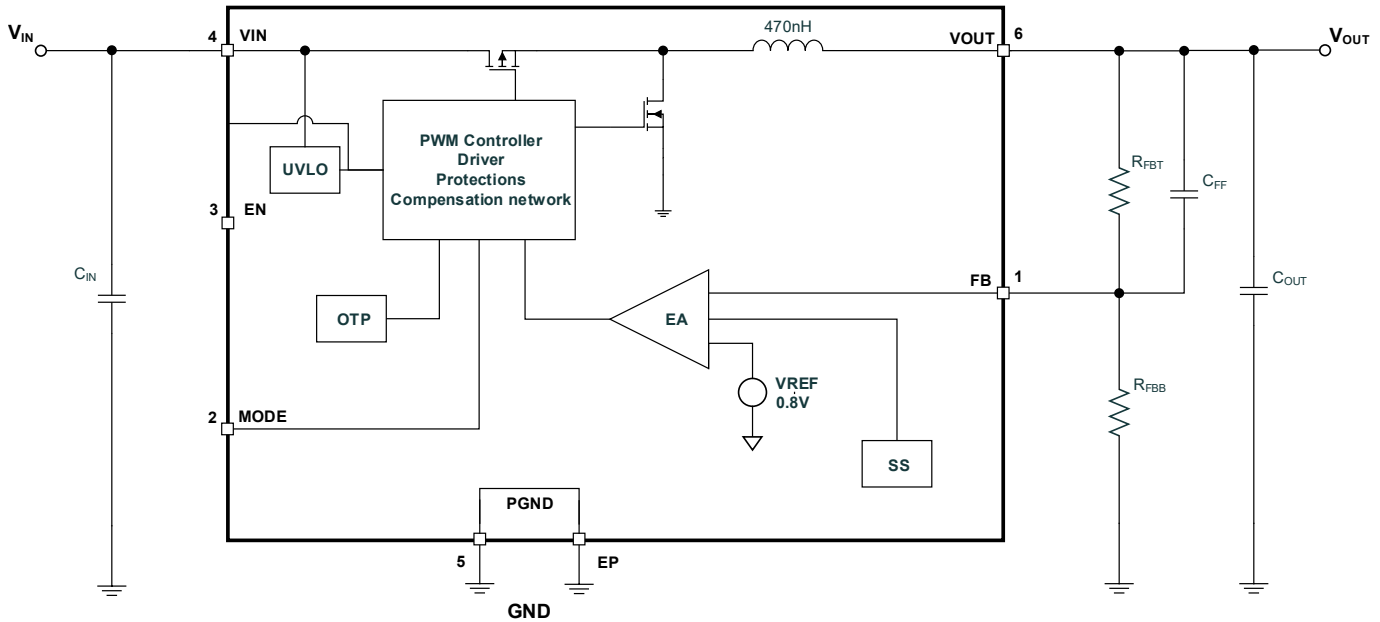 VIN
4
VIN
470nH
VOUT
6
VOUT
PWM Controller
Driver
Protections
Compensation network
UVLO
RFBT
CFF
3
EN
CIN
FB
1
COUT
OTP
EA
VREF
0.8V
RFBB
2
MODE
SS
PGND
5
EP
GND